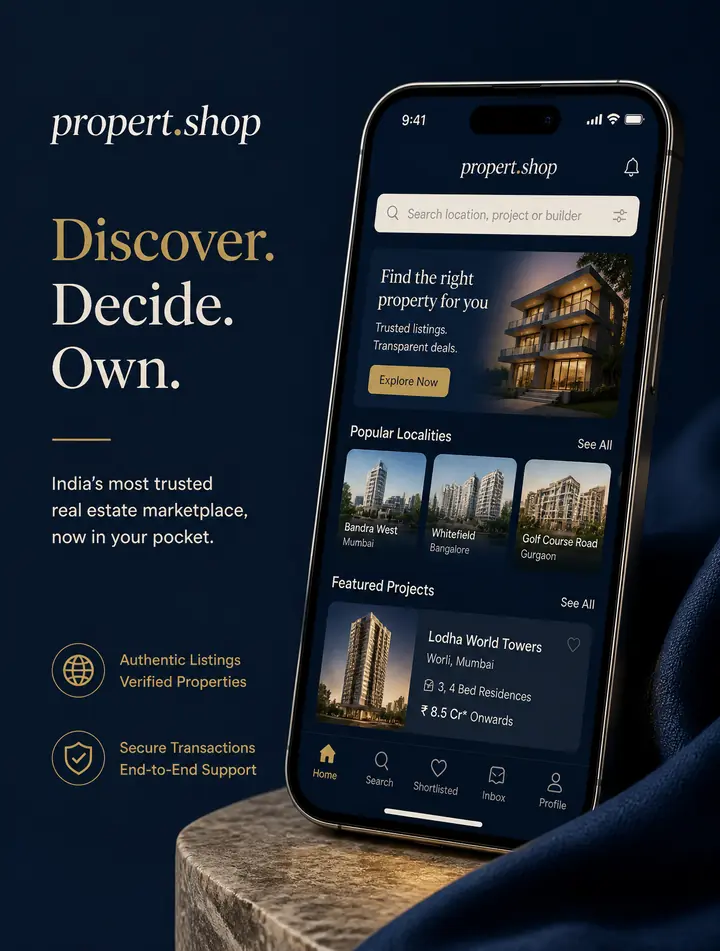 propert.shop
Discover.
Decide.
Own.
India's most trusted
real estate marketplace,
now in your pocket.
Authentic Listings
Verified Properties
Secure Transactions
End-to-End Support
9:41
propert.shop
Search location, project or builder
Find the right
property for you
Trusted listings.
Transparent deals.
Explore Now
Popular Localities
See All
Bandra West
Mumbai
Whitefield
Bangalore
Golf Course Road
Gurgaon
Featured Projects
See All
Lodha World Towers
Worli, Mumbai
3, 4 Bed Residences
₹ 8.5 Cr* Onwards
Home
Search
Shortlisted
Inbox
Profile